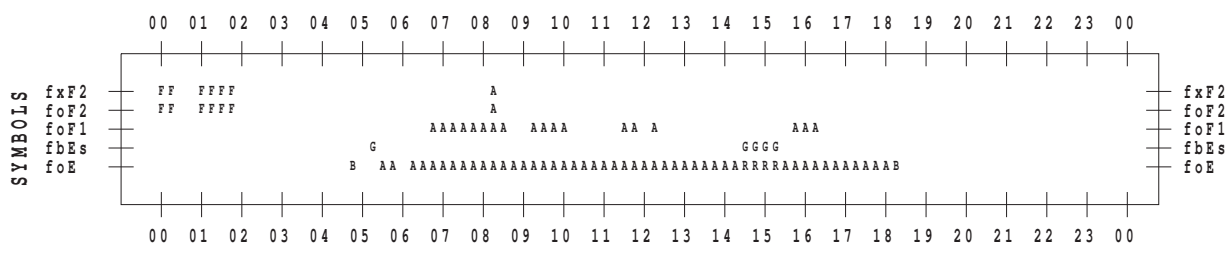 00 01 02 03 04 05 06 07 08 09 10 11 12 13 14 15 16 17 18 19 20 21 22 23 00
SYMBOLS
fxF2 FF FFFF A fxF2
foF2 FF FFFF A foF2
foF1 AAAAAAAA AAAA AA A AAA foF1
fbEs G GGGG fbEs
foE B AA AAAAAAAAAAAAAAAAAAAAAAAAAAAAAAAAARRRRAAAAAAAAAAAB foE
00 01 02 03 04 05 06 07 08 09 10 11 12 13 14 15 16 17 18 19 20 21 22 23 00